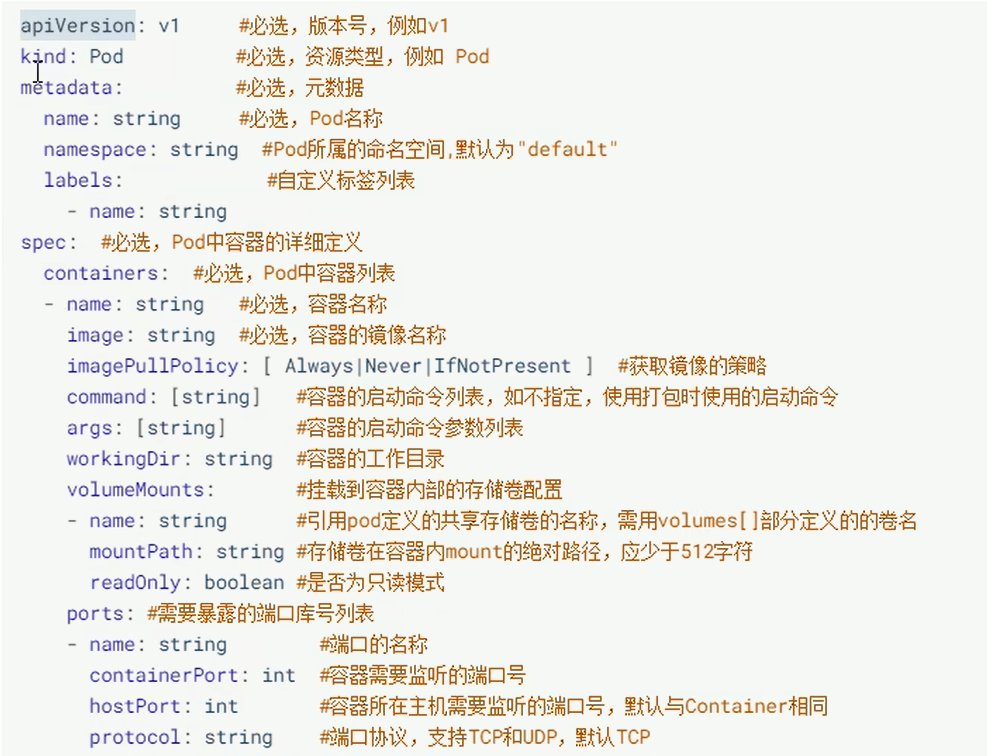 apiVersion: v1     #必选，版本号，例如v1
kind: Pod         #必选，资源类型，例如 Pod
metadata:         #必选，元数据
  name: string     #必选，Pod名称
  namespace: string  #Pod所属的命名空间,默认为"default"
  labels:            #自定义标签列表
    - name: string
spec:  #必选，Pod中容器的详细定义
  containers:  #必选，Pod中容器列表
  - name: string   #必选，容器名称
    image: string  #必选，容器的镜像名称
    imagePullPolicy: [ Always|Never|IfNotPresent ]  #获取镜像的策略
    command: [string]   #容器的启动命令列表，如不指定，使用打包时使用的启动命令
    args: [string]      #容器的启动命令参数列表
    workingDir: string  #容器的工作目录
    volumeMounts:       #挂载到容器内部的存储卷配置
    - name: string      #引用pod定义的共享存储卷的名称，需用volumes[]部分定义的的卷名
      mountPath: string #存储卷在容器内mount的绝对路径，应少于512字符
      readOnly: boolean #是否为只读模式
    ports: #需要暴露的端口库号列表
    - name: string        #端口的名称
      containerPort: int  #容器需要监听的端口号
      hostPort: int       #容器所在主机需要监听的端口号，默认与Container相同
      protocol: string    #端口协议，支持TCP和UDP，默认TCP